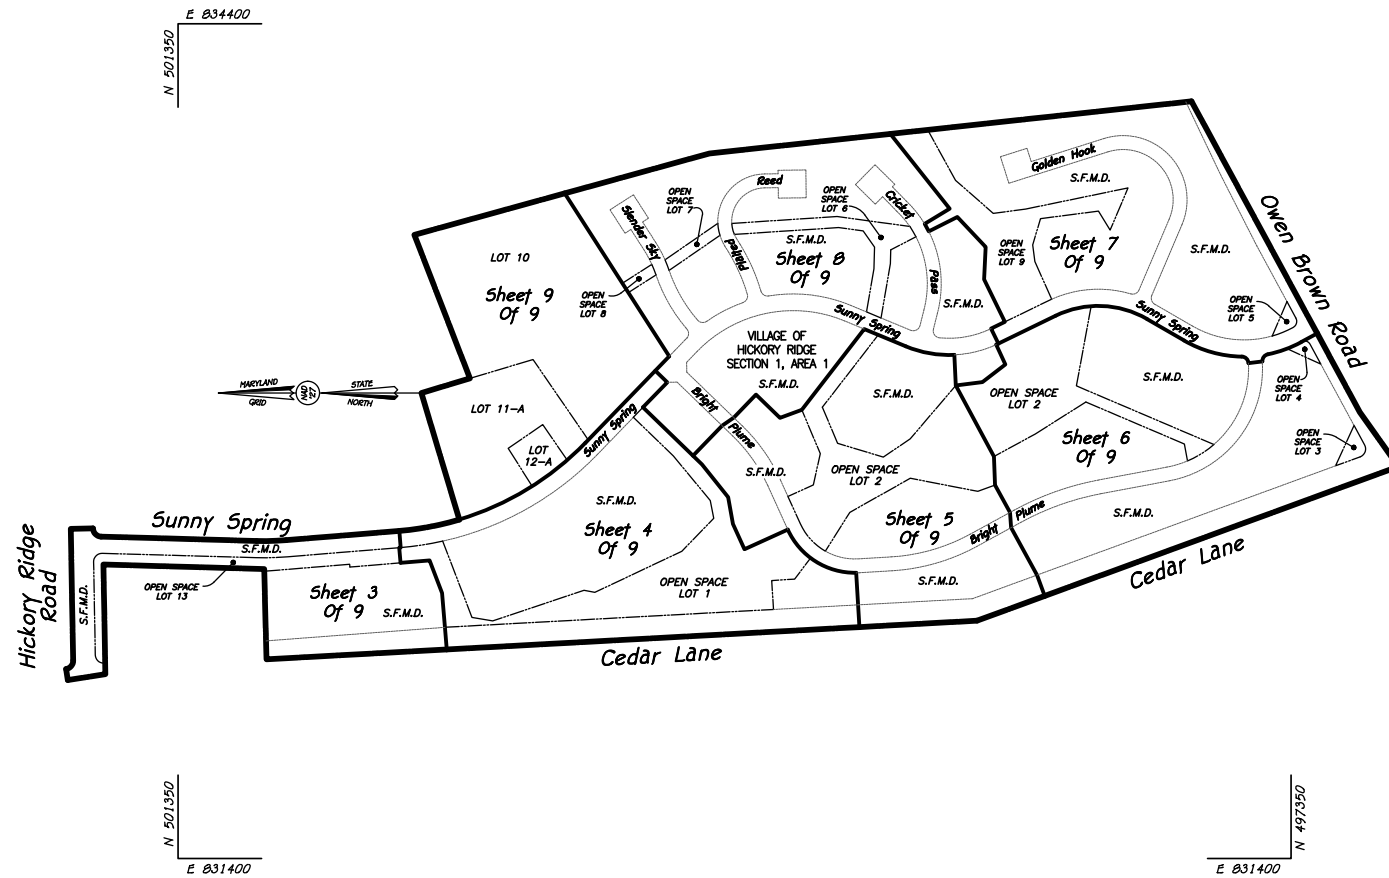 E 834400
N 501350
Golden Hook
S.F.M.D.
Reed
OPEN
SPACE
LOT 7
OPEN
SPACE
LOT 6
Cricket
Slender Sky
Plaited
S.F.M.D.
Sheet 8
Of 9
Pass
OPEN
SPACE
LOT 9
Sheet 7
Of 9
S.F.M.D.
Owen Brown Road
LOT 10
Sheet 9
Of 9
OPEN
SPACE
LOT 8
S.F.M.D.
Sunny Spring
Sunny Spring
OPEN
SPACE
LOT 5
VILLAGE OF
HICKORY RIDGE
SECTION 1, AREA 1
S.F.M.D.
MARYLAND
GRID
NAD
'27
STATE
NORTH
LOT 11-A
LOT
12-A
Sunny Spring
Bright
Plume
S.F.M.D.
OPEN SPACE
LOT 2
S.F.M.D.
OPEN
SPACE
LOT 4
Sheet 6
Of 9
OPEN
SPACE
LOT 3
S.F.M.D.
OPEN SPACE
LOT 2
S.F.M.D.
Sheet 4
Of 9
Sheet 5
Of 9
Bright
Plume
S.F.M.D.
Sunny Spring
S.F.M.D.
Hickory Ridge
Road
S.F.M.D.
OPEN SPACE
LOT 13
Sheet 3
Of 9
S.F.M.D.
OPEN SPACE
LOT 1
S.F.M.D.
Cedar Lane
Cedar Lane
N 501350
E 831400
N 497350
E 831400